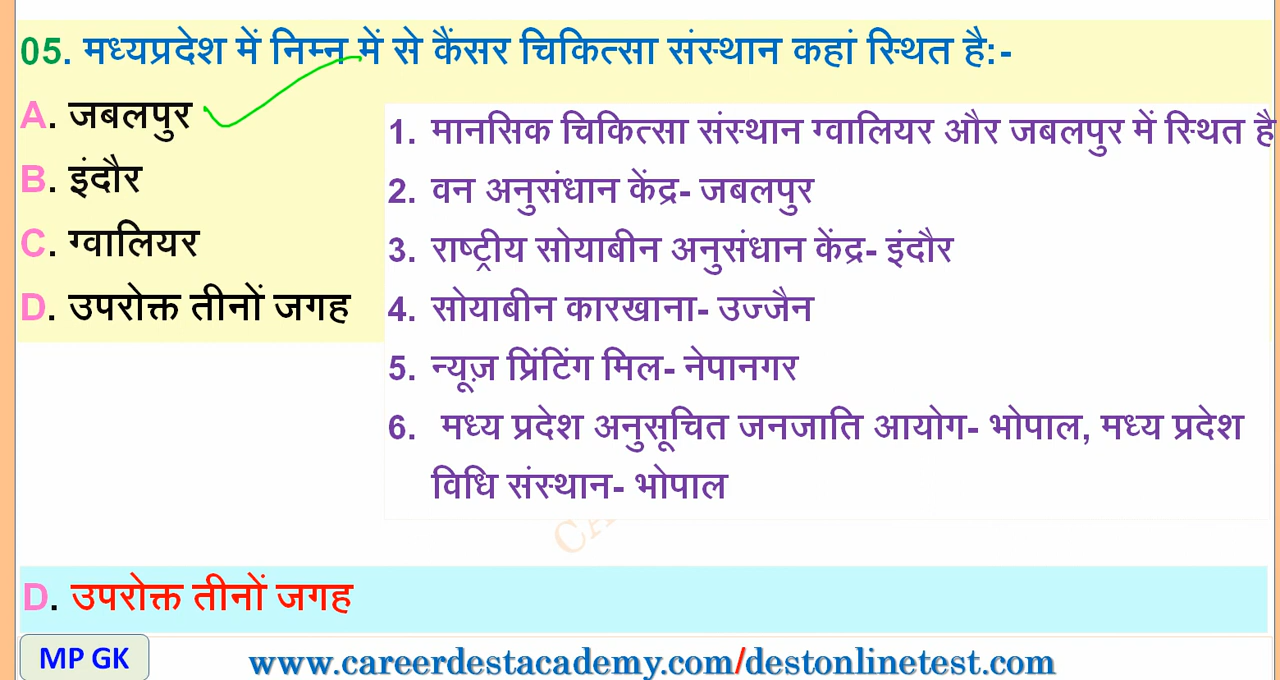 05. मध्यप्रदेश में निम्न में से कैंसर चिकित्सा संस्थान कहां स्थित है:-
A. जबलपुर
B. इंदौर
C. ग्वालियर
D. उपरोक्त तीनों जगह
1. मानसिक चिकित्सा संस्थान ग्वालियर और जबलपुर में स्थित है
2. वन अनुसंधान केंद्र- जबलपुर
3. राष्ट्रीय सोयाबीन अनुसंधान केंद्र- इंदौर
4. सोयाबीन कारखाना- उज्जैन
5. न्यूज़ प्रिंटिंग मिल- नेपानगर
6. मध्य प्रदेश अनुसूचित जनजाति आयोग- भोपाल, मध्य प्रदेश
विधि संस्थान- भोपाल
D. उपरोक्त तीनों जगह
MP GK
www.careerdestacademy.com/destonlinetest.com